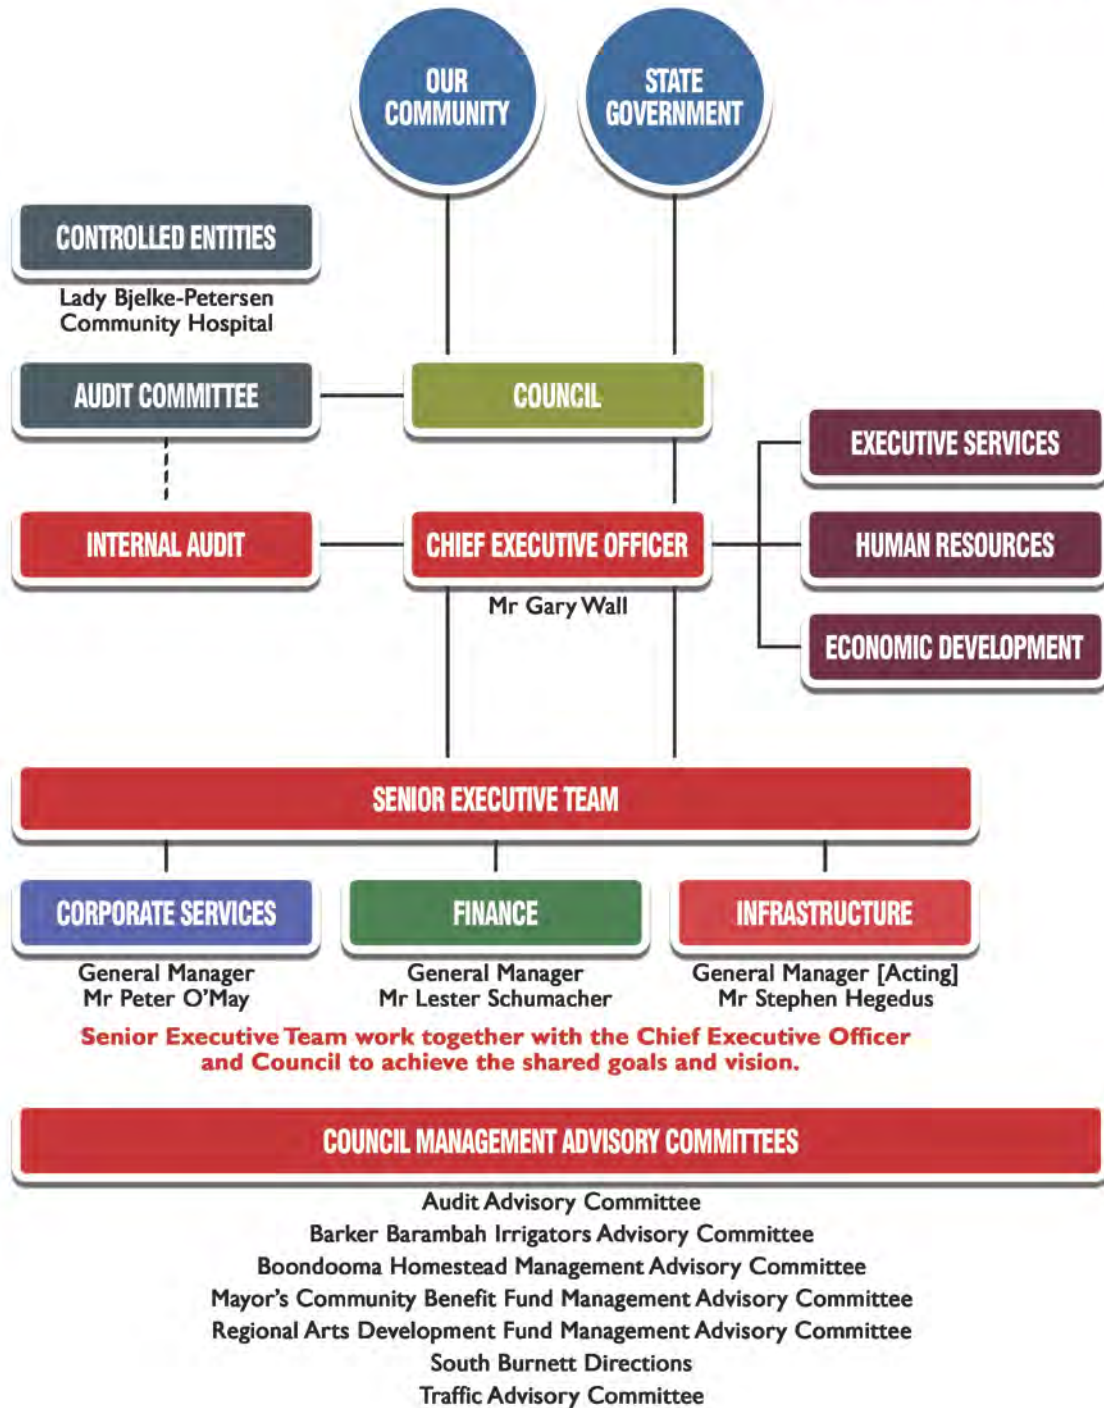 OUR
COMMUNITY
STATE
GOVERNMENT
CONTROLLED ENTITIES
Lady Bjelke-Petersen
Community Hospital
AUDIT COMMITTEE
COUNCIL
EXECUTIVE SERVICES
INTERNAL AUDIT
CHIEF EXECUTIVE OFFICER
Mr Gary Wall
HUMAN RESOURCES
ECONOMIC DEVELOPMENT
SENIOR EXECUTIVE TEAM
CORPORATE SERVICES
General Manager
Mr Peter O'May
FINANCE
General Manager
Mr Lester Schumacher
INFRASTRUCTURE
General Manager [Acting]
Mr Stephen Hegedus
Senior Executive Team work together with the Chief Executive Officer
and Council to achieve the shared goals and vision.
COUNCIL MANAGEMENT ADVISORY COMMITTEES
Audit Advisory Committee
Barker Barambah Irrigators Advisory Committee
Boondooma Homestead Management Advisory Committee
Mayor's Community Benefit Fund Management Advisory Committee
Regional Arts Development Fund Management Advisory Committee
South Burnett Directions
Traffic Advisory Committee